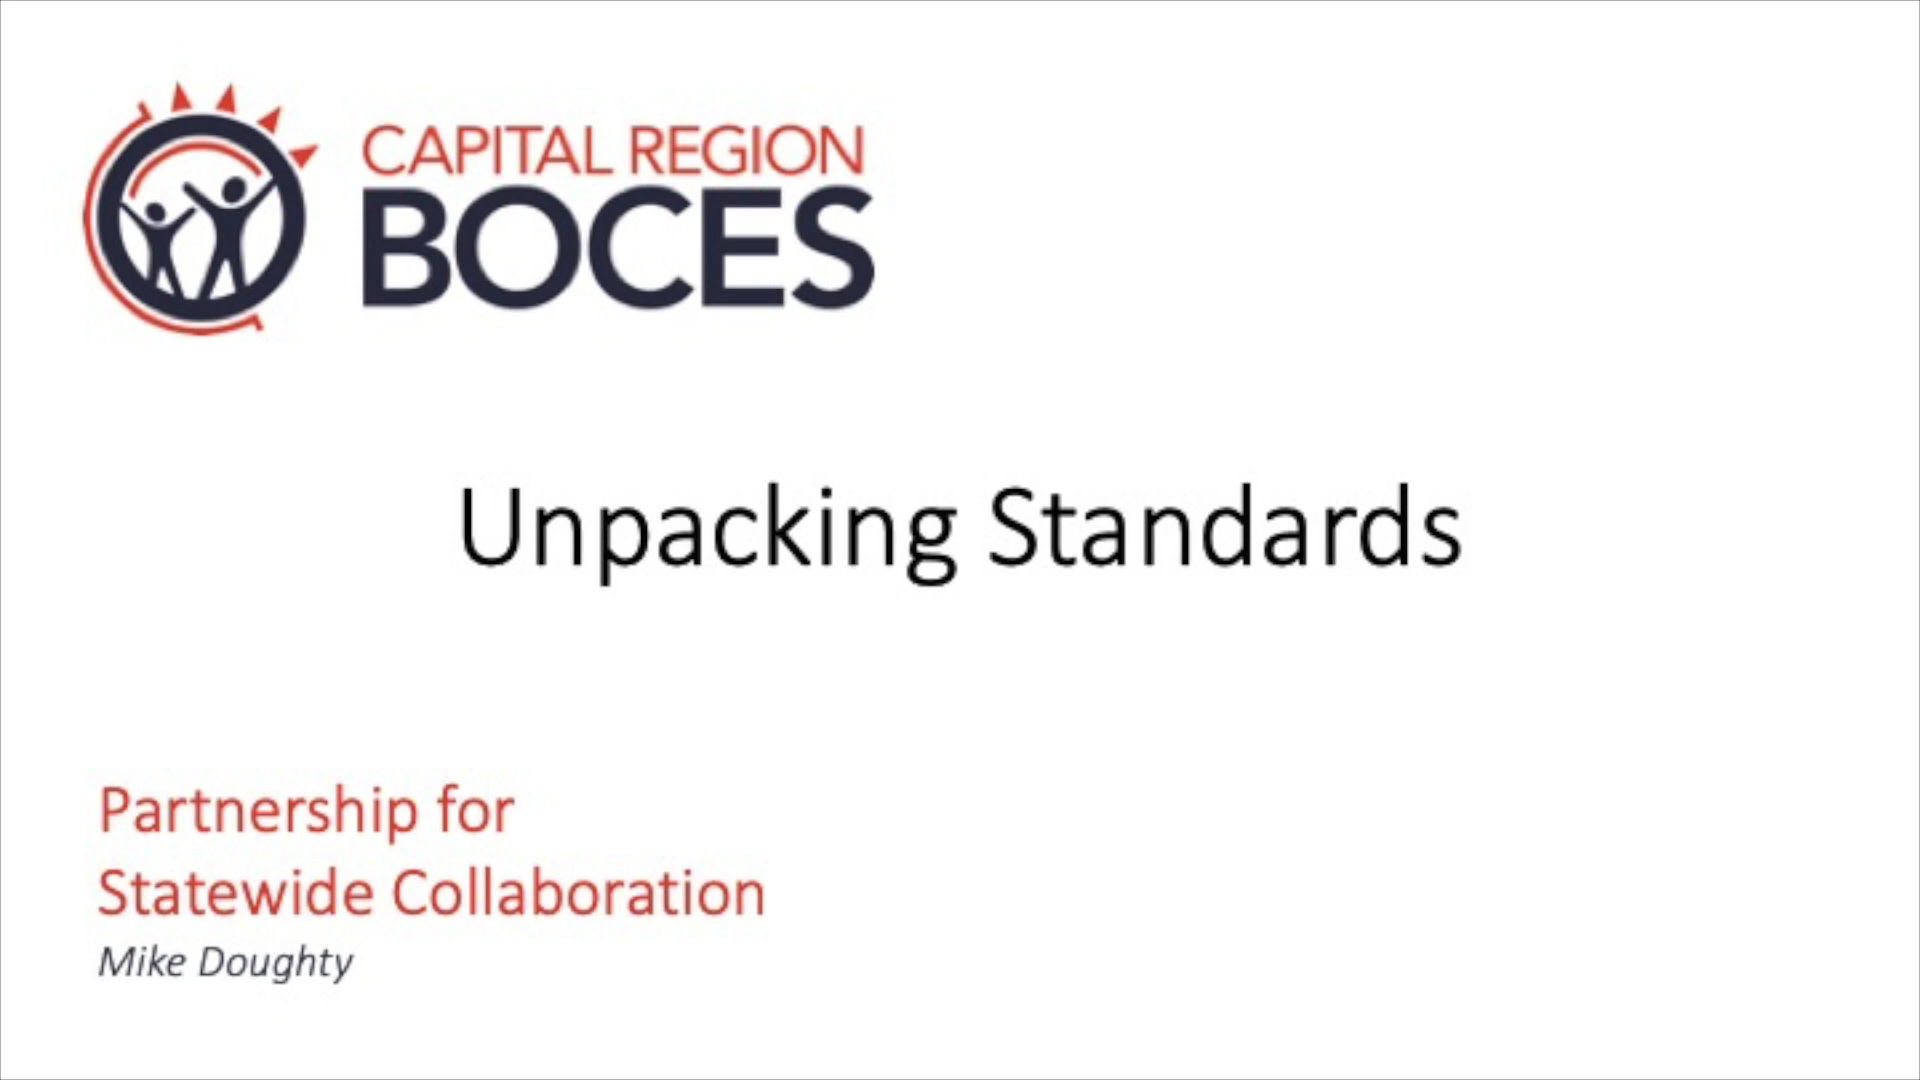 CAPITAL REGION
BOCES
Unpacking Standards
Partnership for
Statewide Collaboration
Mike Doughty